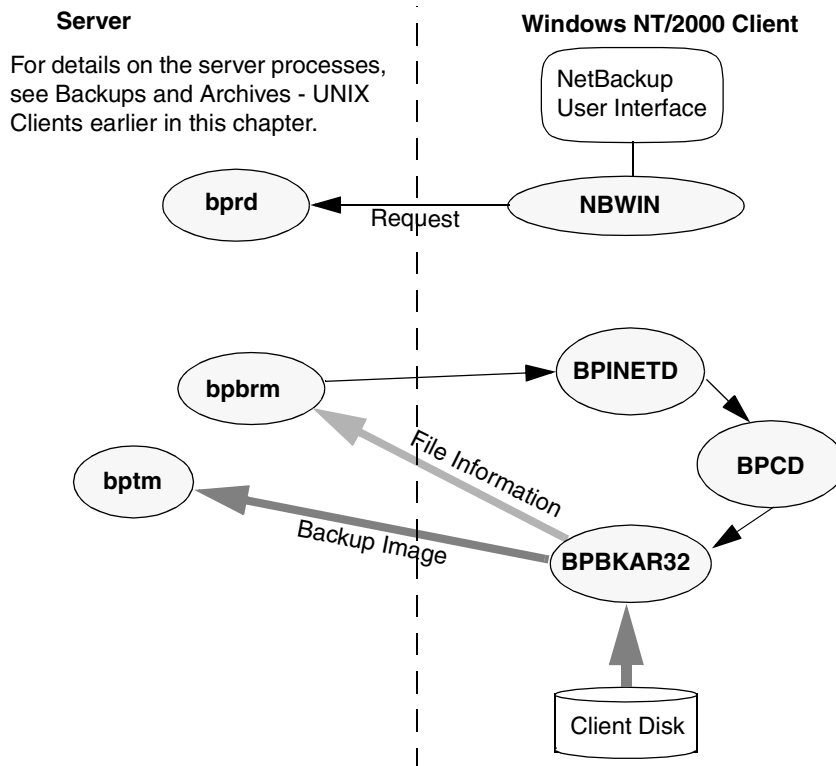 Server
Windows NT/2000 Client
For details on the server processes,
see Backups and Archives - UNIX
Clients earlier in this chapter.
NetBackup
User Interface
bprd
Request
NBWIN
bpbrm
BPINETD
File Information
BPCD
bptm
Backup Image
BPBKAR32
Client Disk